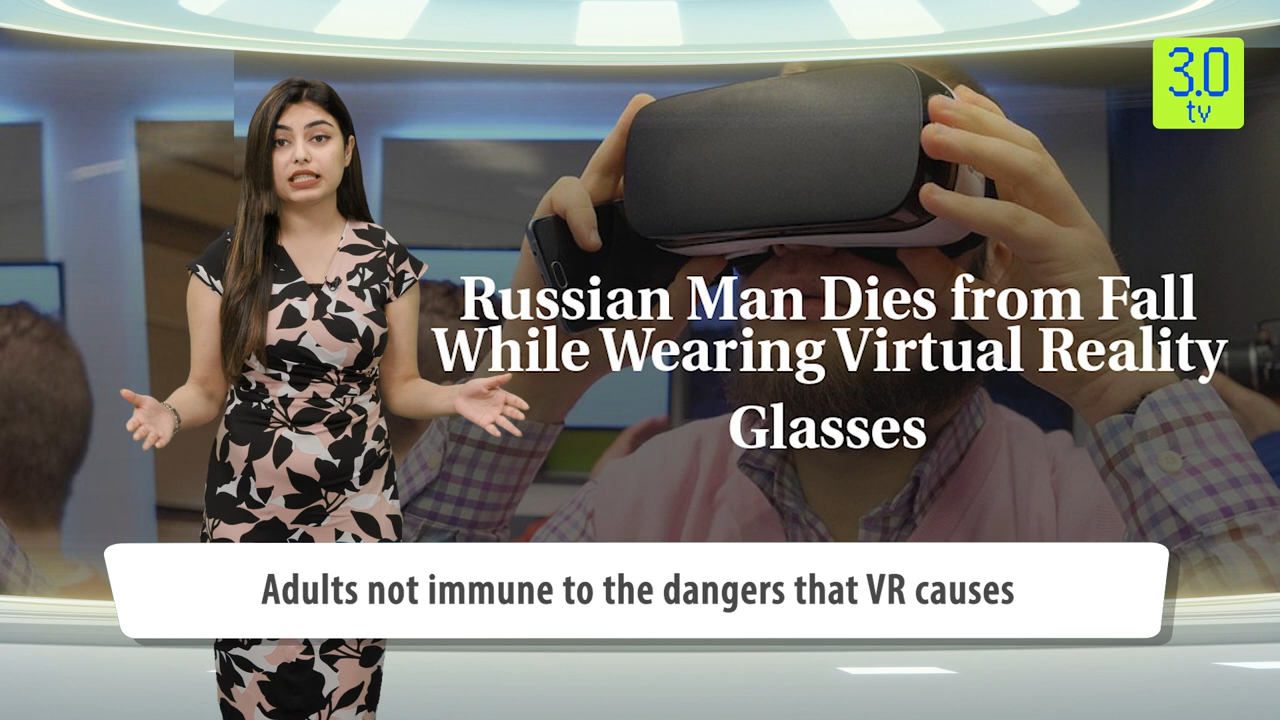 3.0
tv
Russian Man Dies from Fall
While Wearing Virtual Reality
Glasses
Adults not immune to the dangers that VR causes